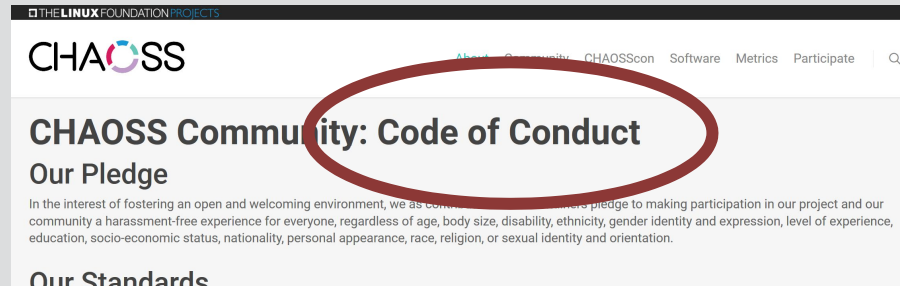 THE LINUX FOUNDATION PROJECTS
CHAOSS
About Community CHAOSScon Software Metrics Participate
CHAOSS Community: Code of Conduct
Our Pledge
In the interest of fostering an open and welcoming environment, we as pledge to making participation in our project and our
community a harassment-free experience for everyone, regardless of age, body size, disability, ethnicity, gender identity and expression, level of experience,
education, socio-economic status, nationality, personal appearance, race, religion, or sexual identity and orientation.
Our Standards